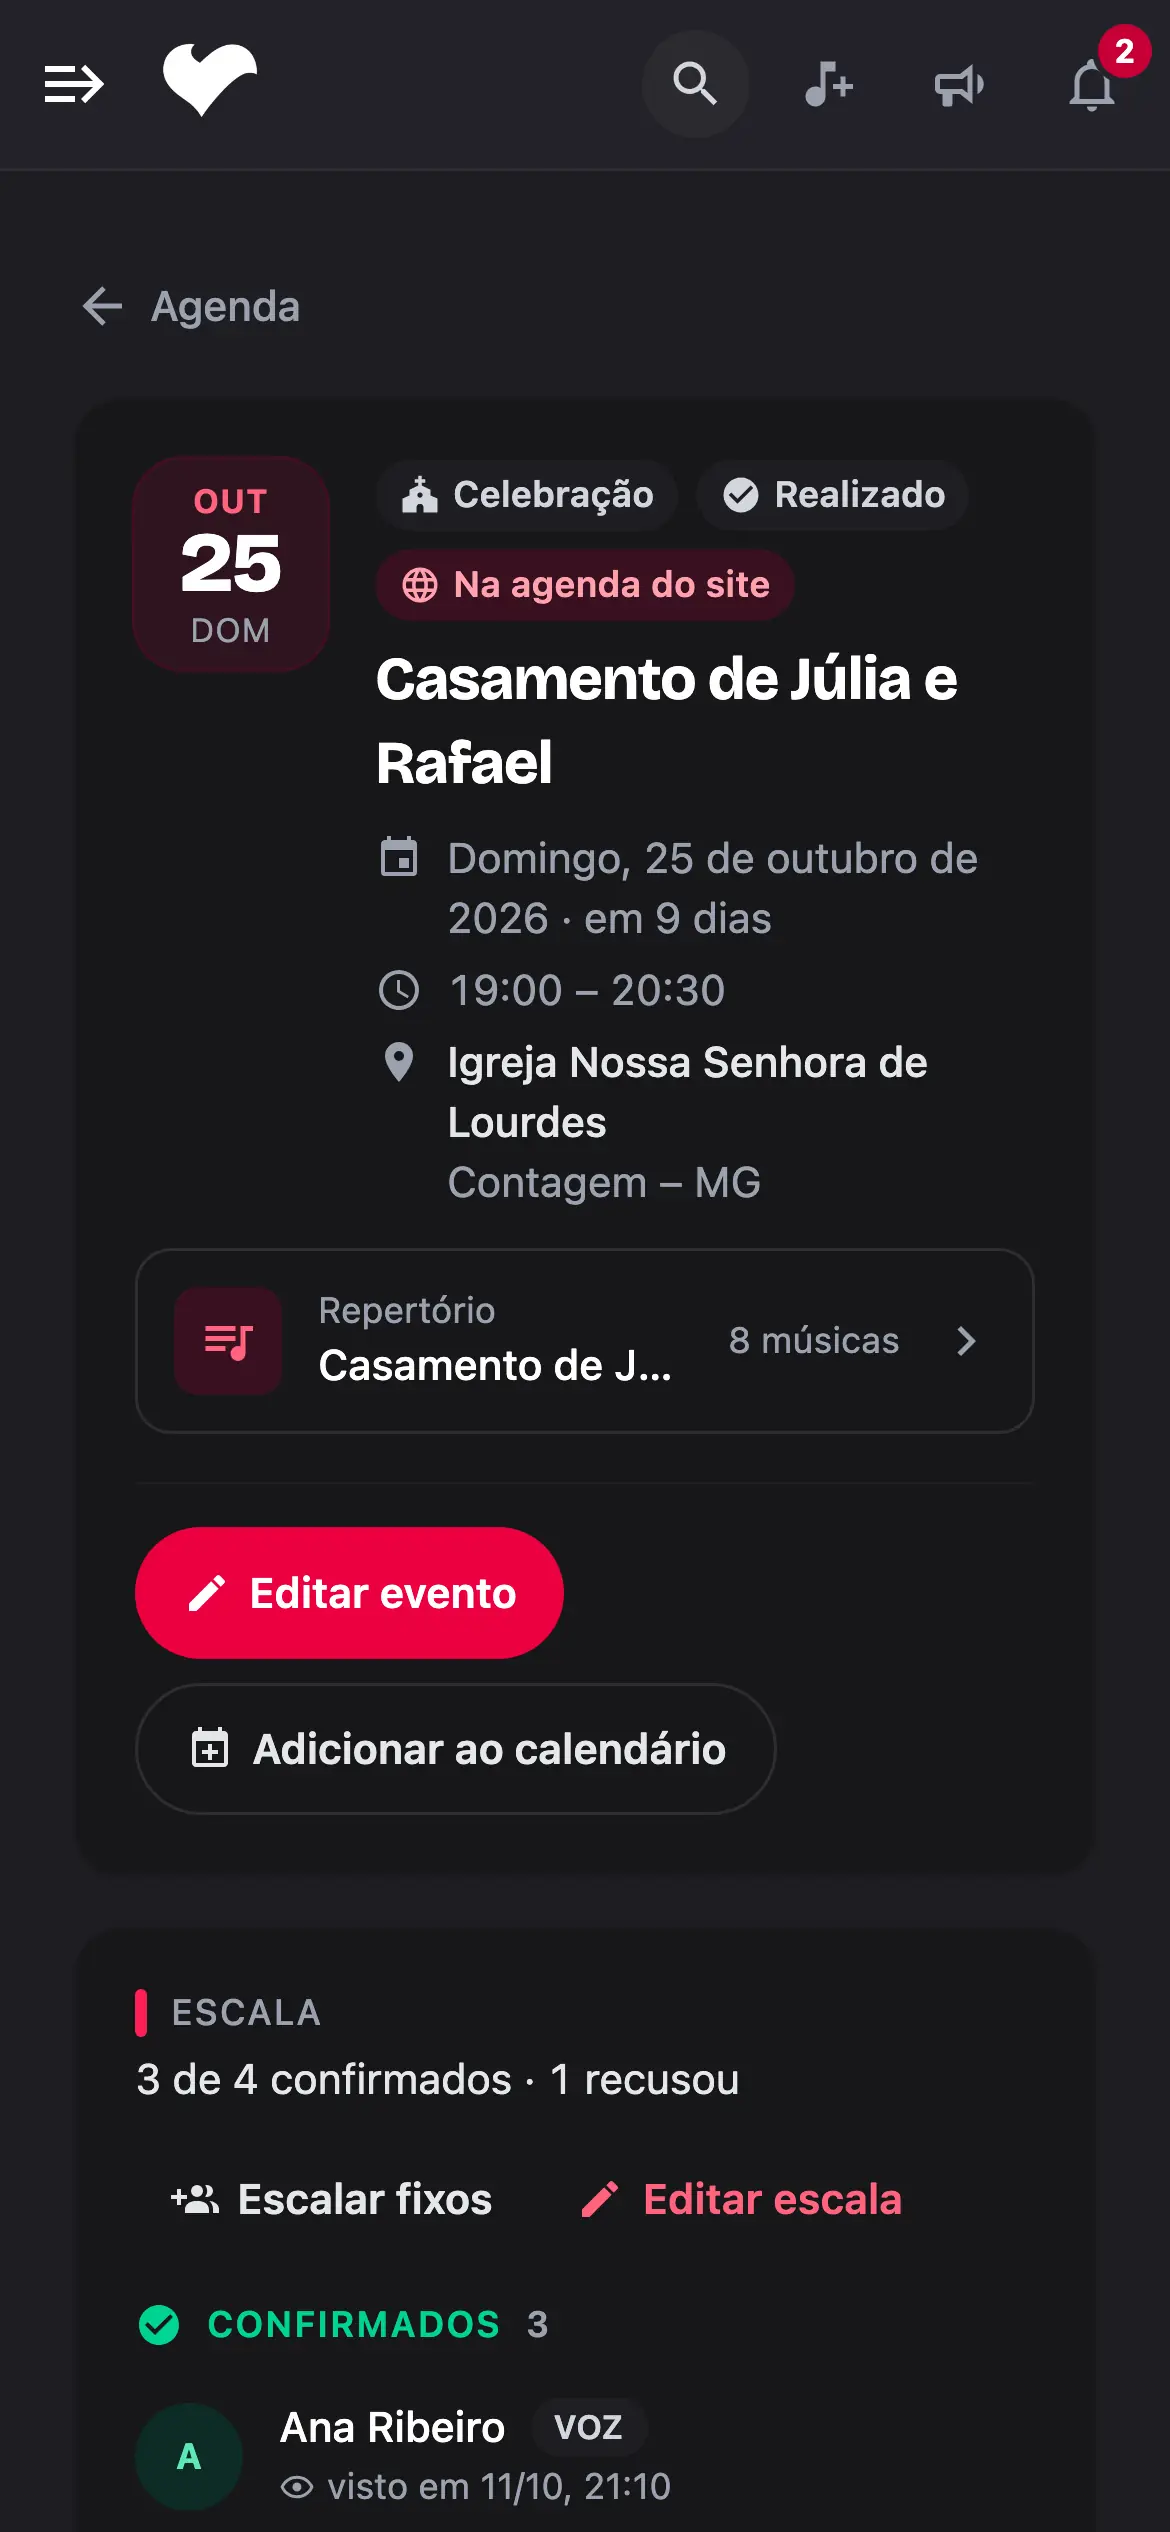 2
Agenda
OUT
25
DOM
Celebração
Realizado
Na agenda do site
Casamento de Júlia e
Rafael
Domingo, 25 de outubro de
2026 · em 9 dias
19:00 – 20:30
Igreja Nossa Senhora de
Lourdes
Contagem – MG
Repertório
Casamento de J...
8 músicas
Editar evento
Adicionar ao calendário
ESCALA
3 de 4 confirmados · 1 recusou
Escalar fixos
Editar escala
CONFIRMADOS 3
A
Ana Ribeiro
VOZ
visto em 11/10, 21:10